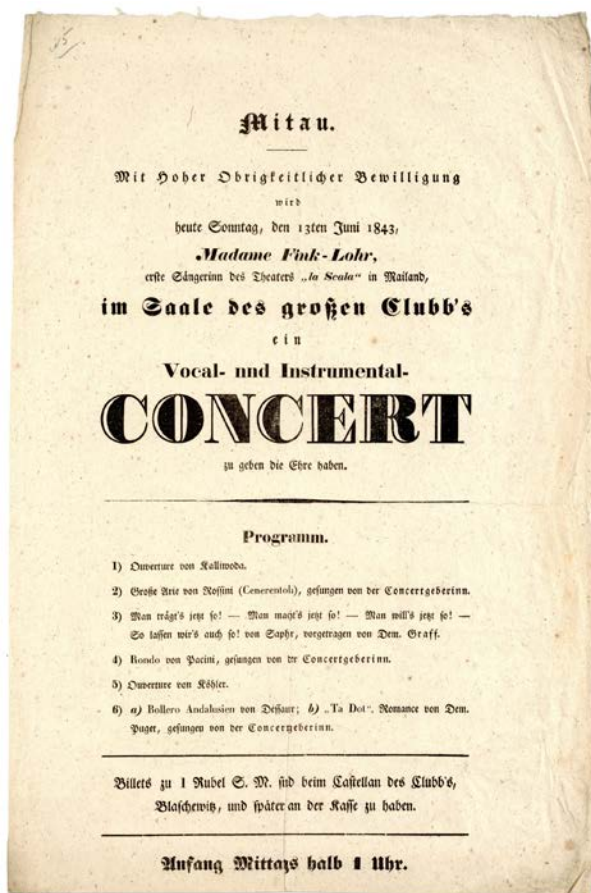 Mitau.
Mit Hoher Obrigkeitlicher Bewilligung
wird
heute Sonntag, den 13ten Juni 1843,
Madame Fink-Lohr,
erste Sängerinn des Theaters „la Scala“ in Mailand,
im Saale des großen Clubb's
ein
Vocal- und Instrumental-
CONCERT
zu geben die Ehre haben.
Programm.
1) Ouverture von Kalliwoda.
2) Große Arie von Rossini (Cenerentoli), gesungen von der Concertgeberinn.
3) Man trägt's jetzt so! — Man macht's jetzt so! — Man will's jetzt so! —
So lassen wir's auch so! von Saphr, vorgetragen von Dem. Graff.
4) Rondo von Pacini, gesungen von der Concertgeberinn.
5) Ouverture von Köhler.
6) a) Bollero Andalusien von Dessaur; b) „Ta Dot“, Romance von Dem.
Puget, gesungen von der Concertgeberinn.
Billets zu 1 Rubel S. M. sind beim Castellan des Clubb's,
Blaschewitz, und später an der Kasse zu haben.
Anfang Mittags halb 1 Uhr.